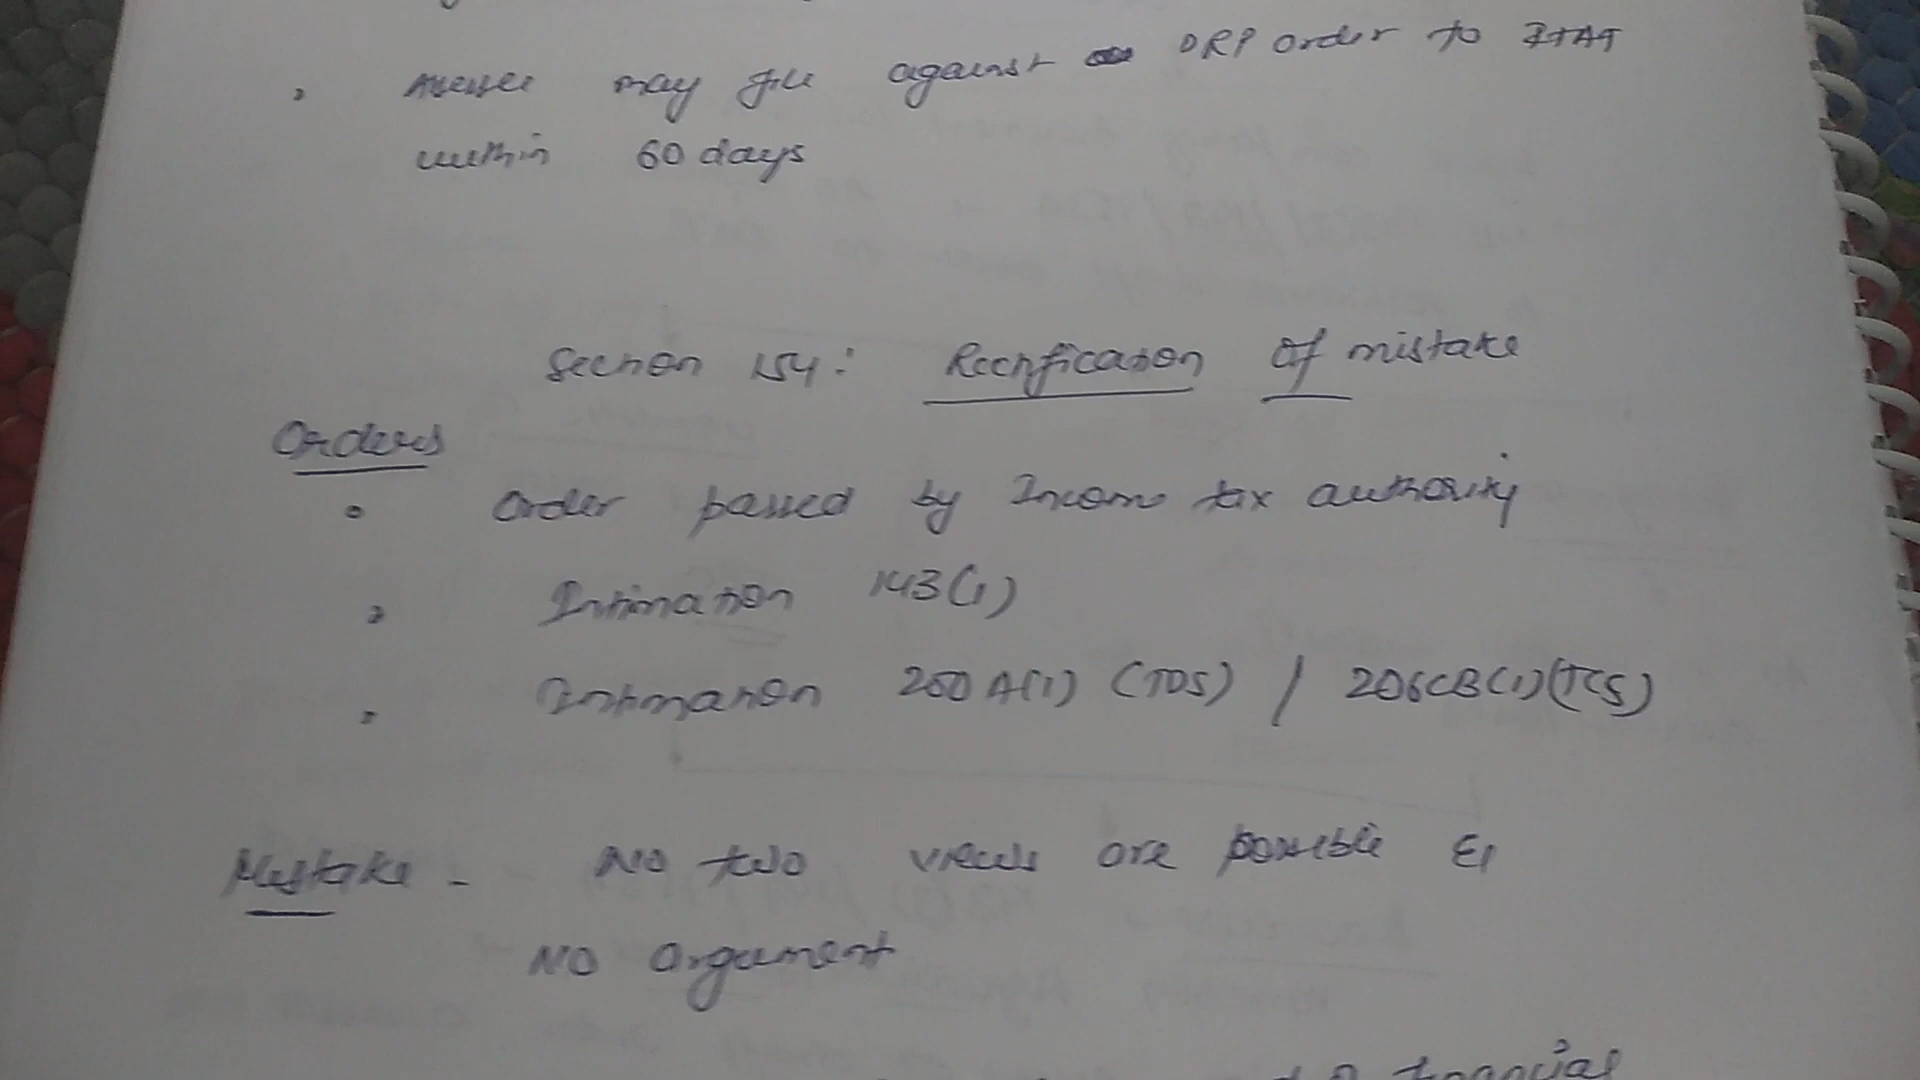 Assessee may file against DRP order to ITAT
within 60 days
Section 154: Rectification of mistake
Orders
Order passed by Income tax authority
Intimation 143(1)
Intimation 200A(1) (TDS) / 206CB(1)(TCS)
Mistake - No two views are possible &
NO argument
financial